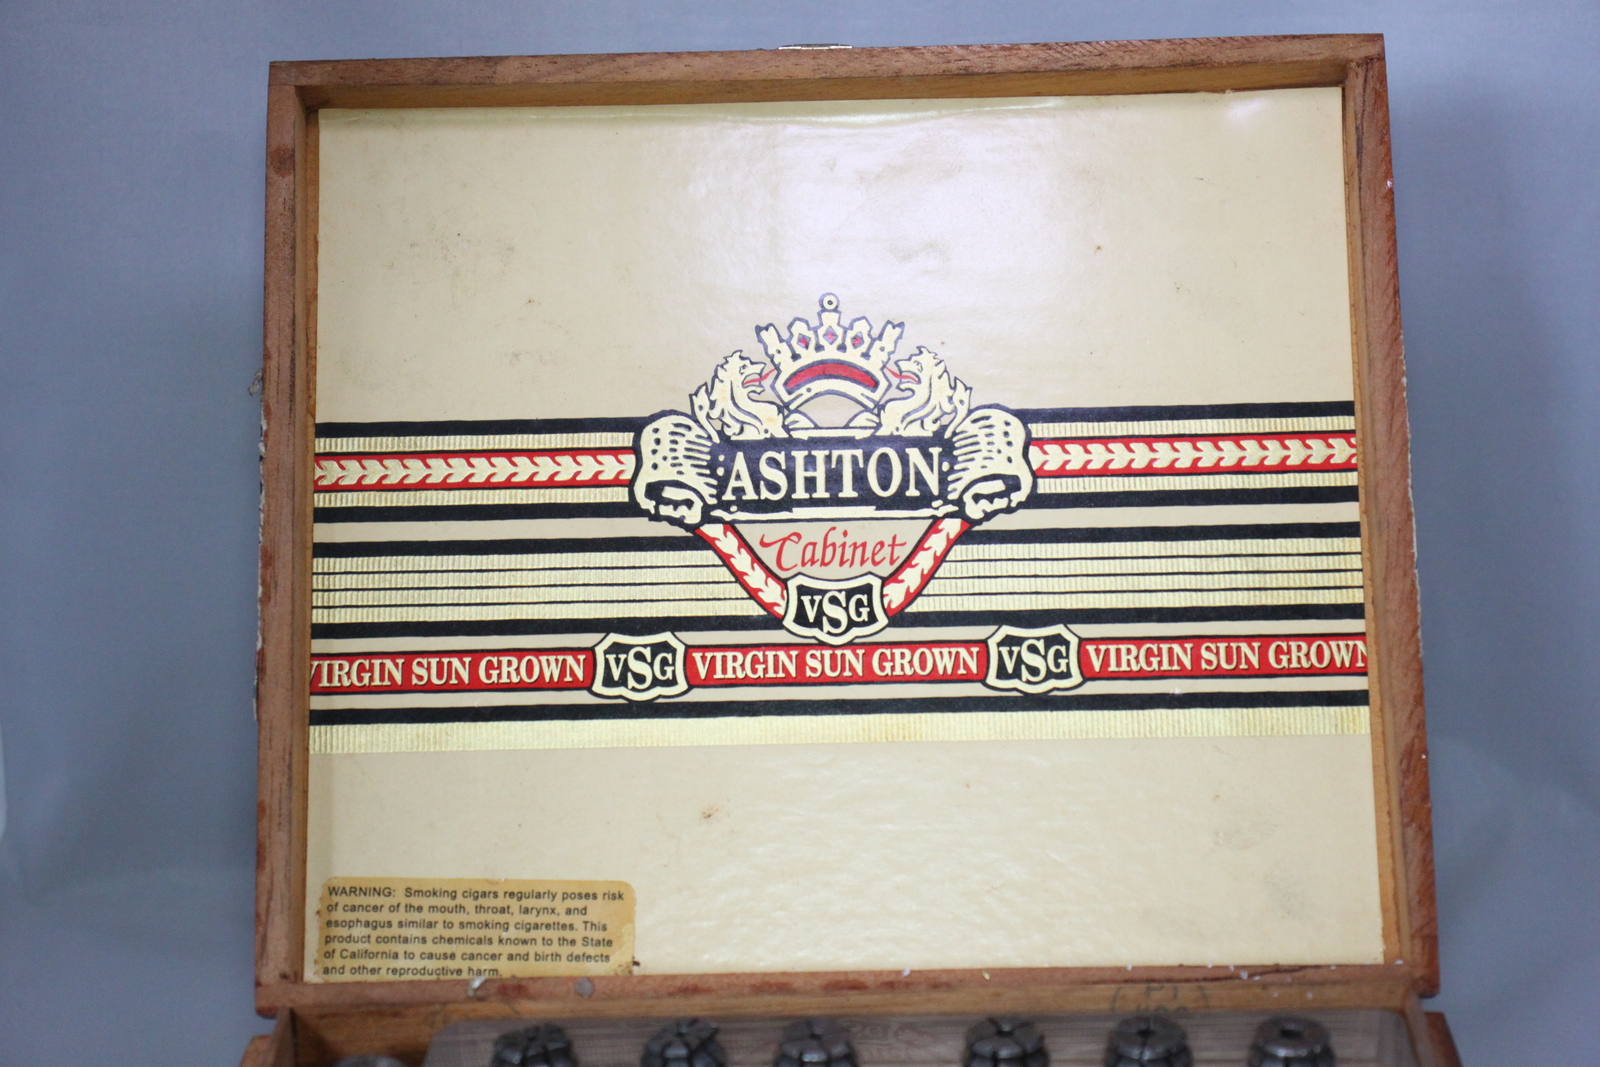 ASHTON
Cabinet
VSG
VIRGIN SUN GROWN VSG VIRGIN SUN GROWN VSG VIRGIN SUN GROWN
WARNING: Smoking cigars regularly poses risk
of cancer of the mouth, throat, larynx, and
esophagus similar to smoking cigarettes. This
product contains chemicals known to the State
of California to cause cancer and birth defects
and other reproductive harm.